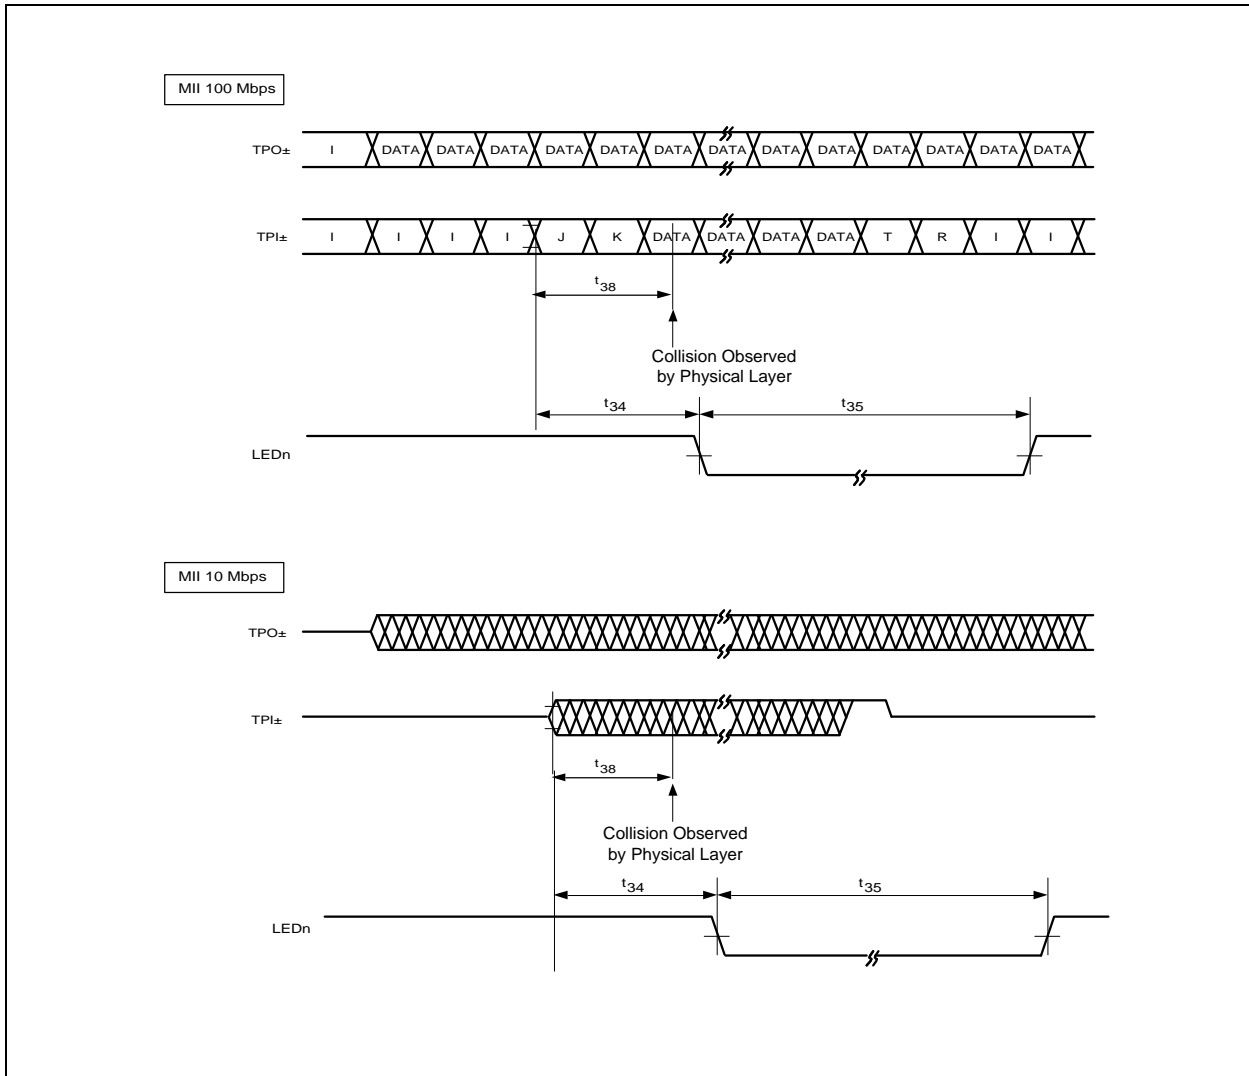 MII 100 Mbps
TPO± I DATA DATA DATA DATA DATA DATA DATA DATA DATA DATA DATA DATA DATA
TPI± I I I I J K DATA DATA DATA DATA T R I I
t38
Collision Observed
by Physical Layer
t34 t35
LEDn
MII 10 Mbps
TPO±
TPI±
t38
Collision Observed
by Physical Layer
t34 t35
LEDn